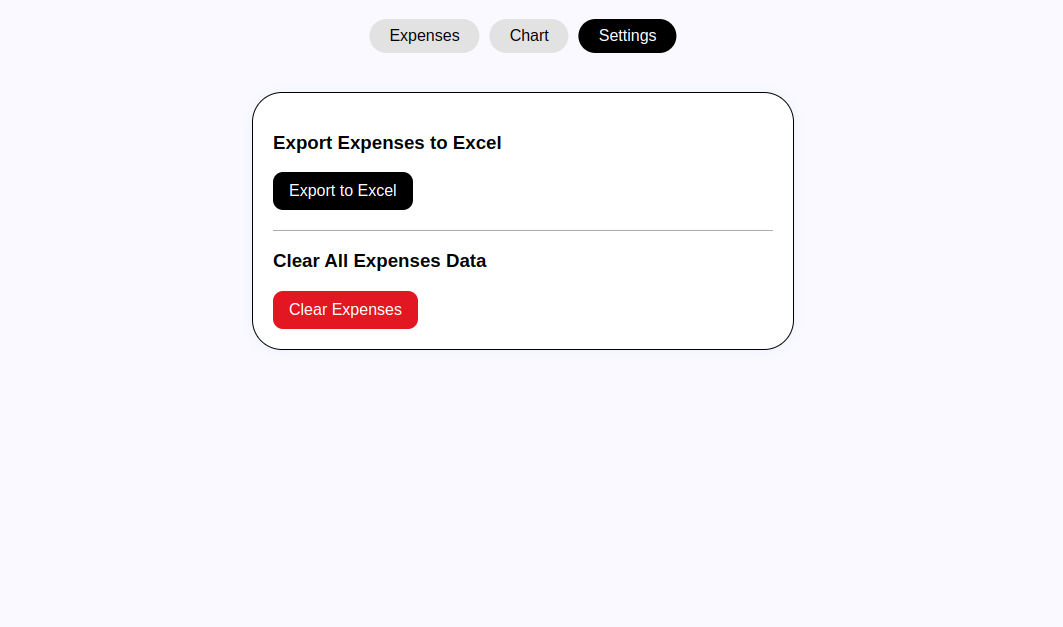 Expenses Chart Settings
Export Expenses to Excel
Export to Excel
Clear All Expenses Data
Clear Expenses